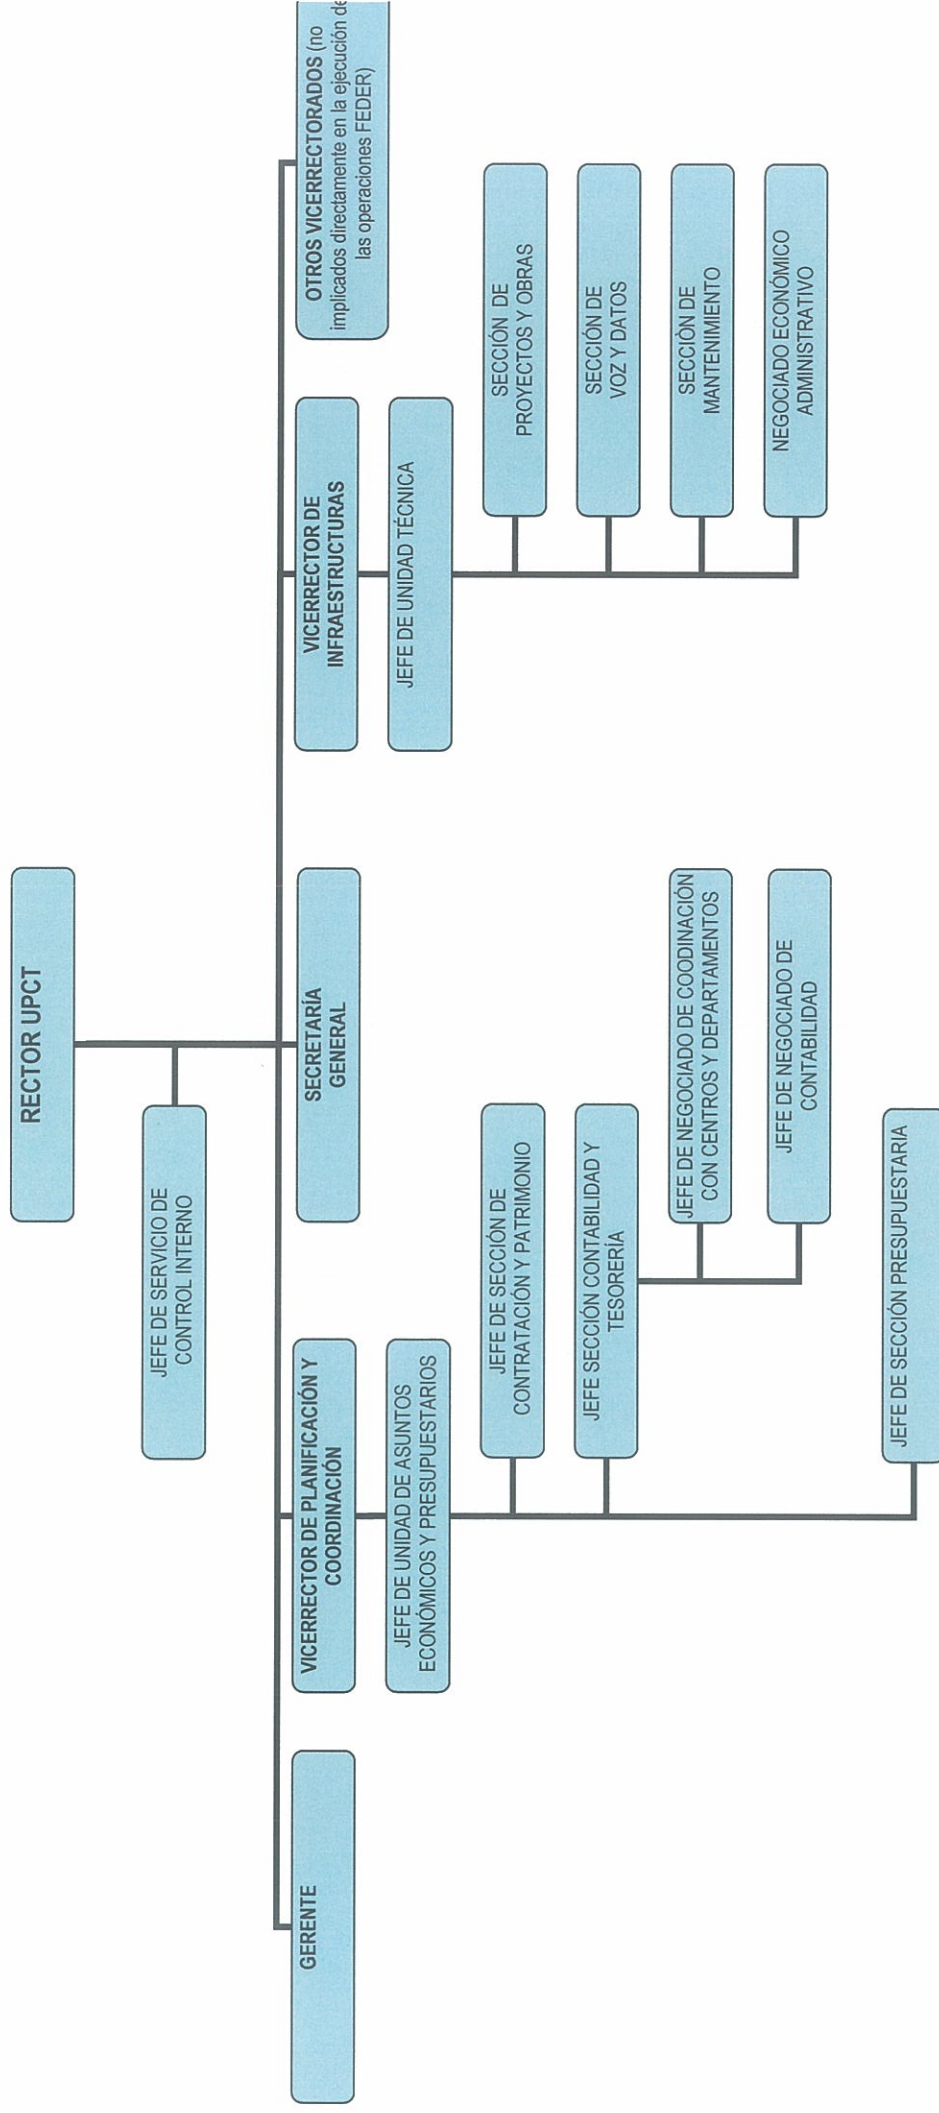 RECTOR UPCT
JEFE DE SERVICIO DE
CONTROL INTERNO
GERENTE
VICERRECTOR DE PLANIFICACIÓN Y
COORDINACIÓN
SECRETARÍA
GENERAL
VICERRECTOR DE
INFRAESTRUCTURAS
OTROS VICERRECTORADOS (no
implicados directamente en la ejecución de
las operaciones FEDER)
JEFE DE UNIDAD DE ASUNTOS
ECONÓMICOS Y PRESUPUESTARIOS
JEFE DE UNIDAD TÉCNICA
JEFE DE SECCIÓN DE
CONTRATACIÓN Y PATRIMONIO
JEFE SECCIÓN CONTABILIDAD Y
TESORERÍA
JEFE DE NEGOCIADO DE COODINACIÓN
CON CENTROS Y DEPARTAMENTOS
JEFE DE NEGOCIADO DE
CONTABILIDAD
JEFE DE SECCIÓN PRESUPUESTARIA
SECCIÓN DE
PROYECTOS Y OBRAS
SECCIÓN DE
VOZ Y DATOS
SECCIÓN DE
MANTENIMIENTO
NEGOCIADO ECONÓMICO
ADMINISTRATIVO